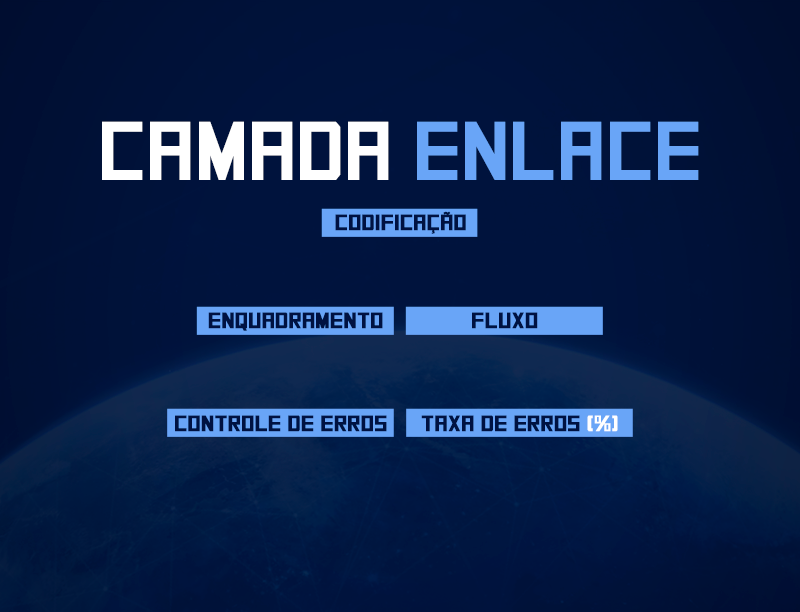 CAMADA ENLACE
CODIFICAÇÃO
ENQUADRAMENTO FLUXO
CONTROLE DE ERROS TAXA DE ERROS (%)